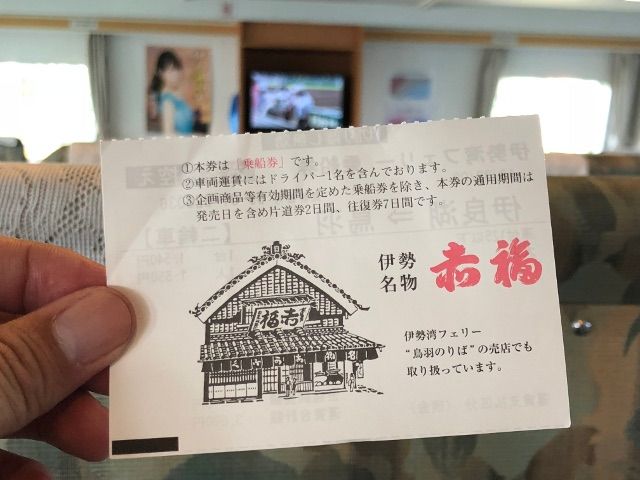 ①本券は「乗船券」です。
②車両運賃にはドライバー1名を含んでおります。
③企画商品等有効期間を定めた乗船券を除き、本券の通用期間は
発売日を含め片道券2日間、往復券7日間です。
伊勢
名物
赤福
赤福
伊勢湾フェリー
“鳥羽のりば”の売店でも
取り扱っています。